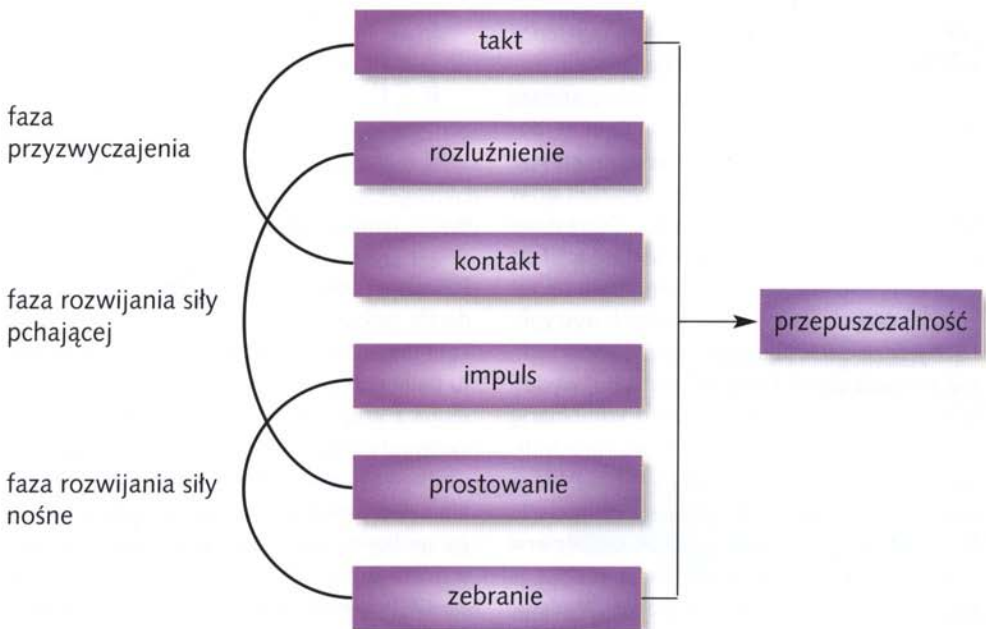 takt
faza
przyzwyczajenia
rozluźnienie
kontakt
faza rozwijania siły
pchającej
przepuszczalność
impuls
faza rozwijania siły
nośne
prostowanie
zebranie